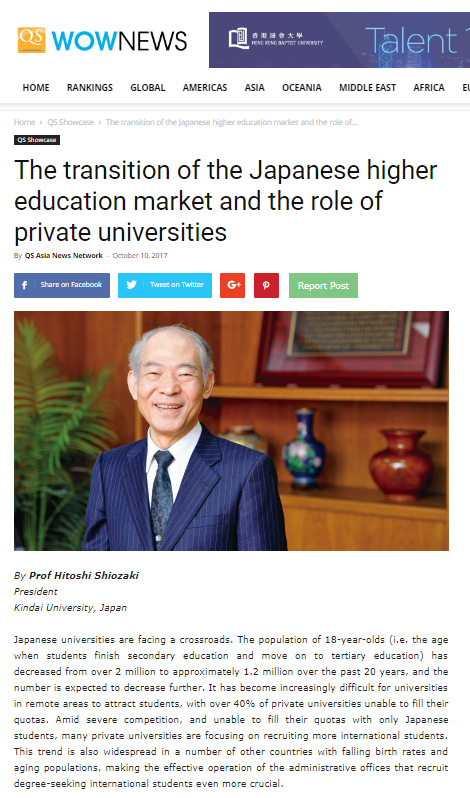 QS WOWNEWS
香港浸會大學
HONG KONG BAPTIST UNIVERSITY
Talent
HOME RANKINGS GLOBAL AMERICAS ASIA OCEANIA MIDDLE EAST AFRICA
Home › QS Showcase › The transition of the Japanese higher education market and the role of...
QS Showcase
The transition of the Japanese higher
education market and the role of
private universities
By QS Asia News Network - October 10, 2017
Share on Facebook Tweet on Twitter G+ Report Post
By Prof Hitoshi Shiozaki
President
Kindai University, Japan
Japanese universities are facing a crossroads. The population of 18-year-olds (i.e. the age
when students finish secondary education and move on to tertiary education) has
decreased from over 2 million to approximately 1.2 million over the past 20 years, and the
number is expected to decrease further. It has become increasingly difficult for universities
in remote areas to attract students, with over 40% of private universities unable to fill their
quotas. Amid severe competition, and unable to fill their quotas with only Japanese
students, many private universities are focusing on recruiting more international students.
This trend is also widespread in a number of other countries with falling birth rates and
aging populations, making the effective operation of the administrative offices that recruit
degree-seeking international students even more crucial.